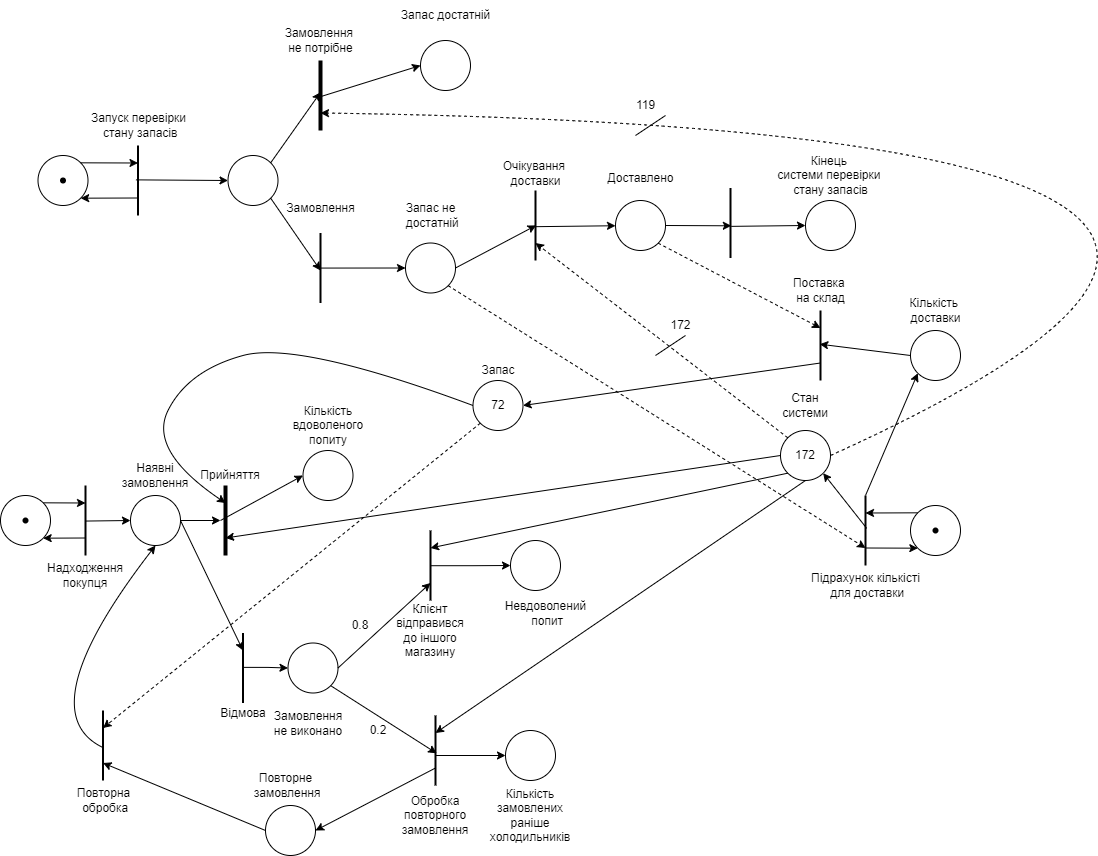 Запас достатній
Замовлення
не потрібне
119
Запуск перевірки
стану запасів
Кінець
системи перевірки
стану запасів
Очікування
доставки
Доставлено
Замовлення
Запас не
достатній
Поставка
на склад
Кількість
доставки
172
Запас
72
Стан
системи
172
Кількість
вдоволеного
попиту
Наявні
замовлення
Прийняття
Надходження
покупця
Підрахунок кількісті
для доставки
Клієнт
відправився
до іншого
магазину
Невдоволений
попит
0.8
Відмова
Замовлення
не виконано
0.2
Повторна
обробка
Повторне
замовлення
Обробка
повторного
замовлення
Кількість
замовлених
раніше
холодильників